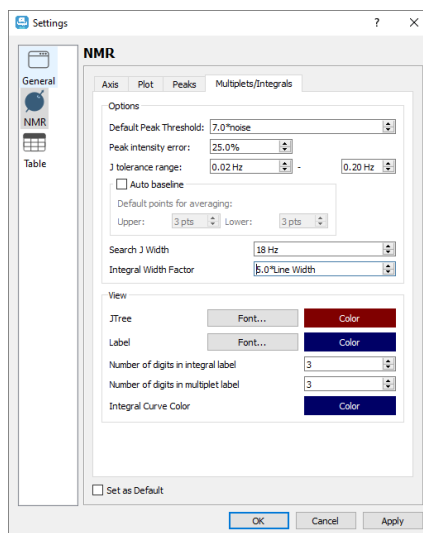 Settings
?
NMR
General
NMR
Table
Axis Plot Peaks Multiplets/Integrals
Options
Default Peak Threshold: 7.0*noise
Peak intensity error: 25.0%
J tolerance range: 0.02 Hz - 0.20 Hz
Auto baseline
Default points for averaging:
Upper: 3 pts Lower: 3 pts
Search J Width 18 Hz
Integral Width Factor 5.0*Line Width
View
JTree Font... Color
Label Font... Color
Number of digits in integral label 3
Number of digits in multiplet label 3
Integral Curve Color Color
Set as Default
OK Cancel Apply